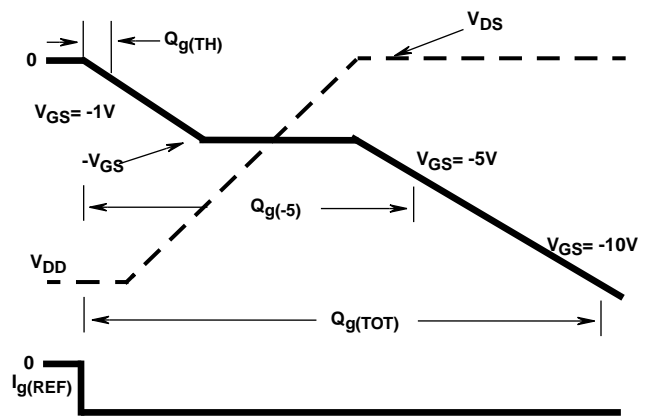 V_DS
Q_g(TH)
0
V_GS= -1V
-V_GS
V_GS= -5V
Q_g(-5)
V_GS= -10V
V_DD
Q_g(TOT)
0
I_g(REF)